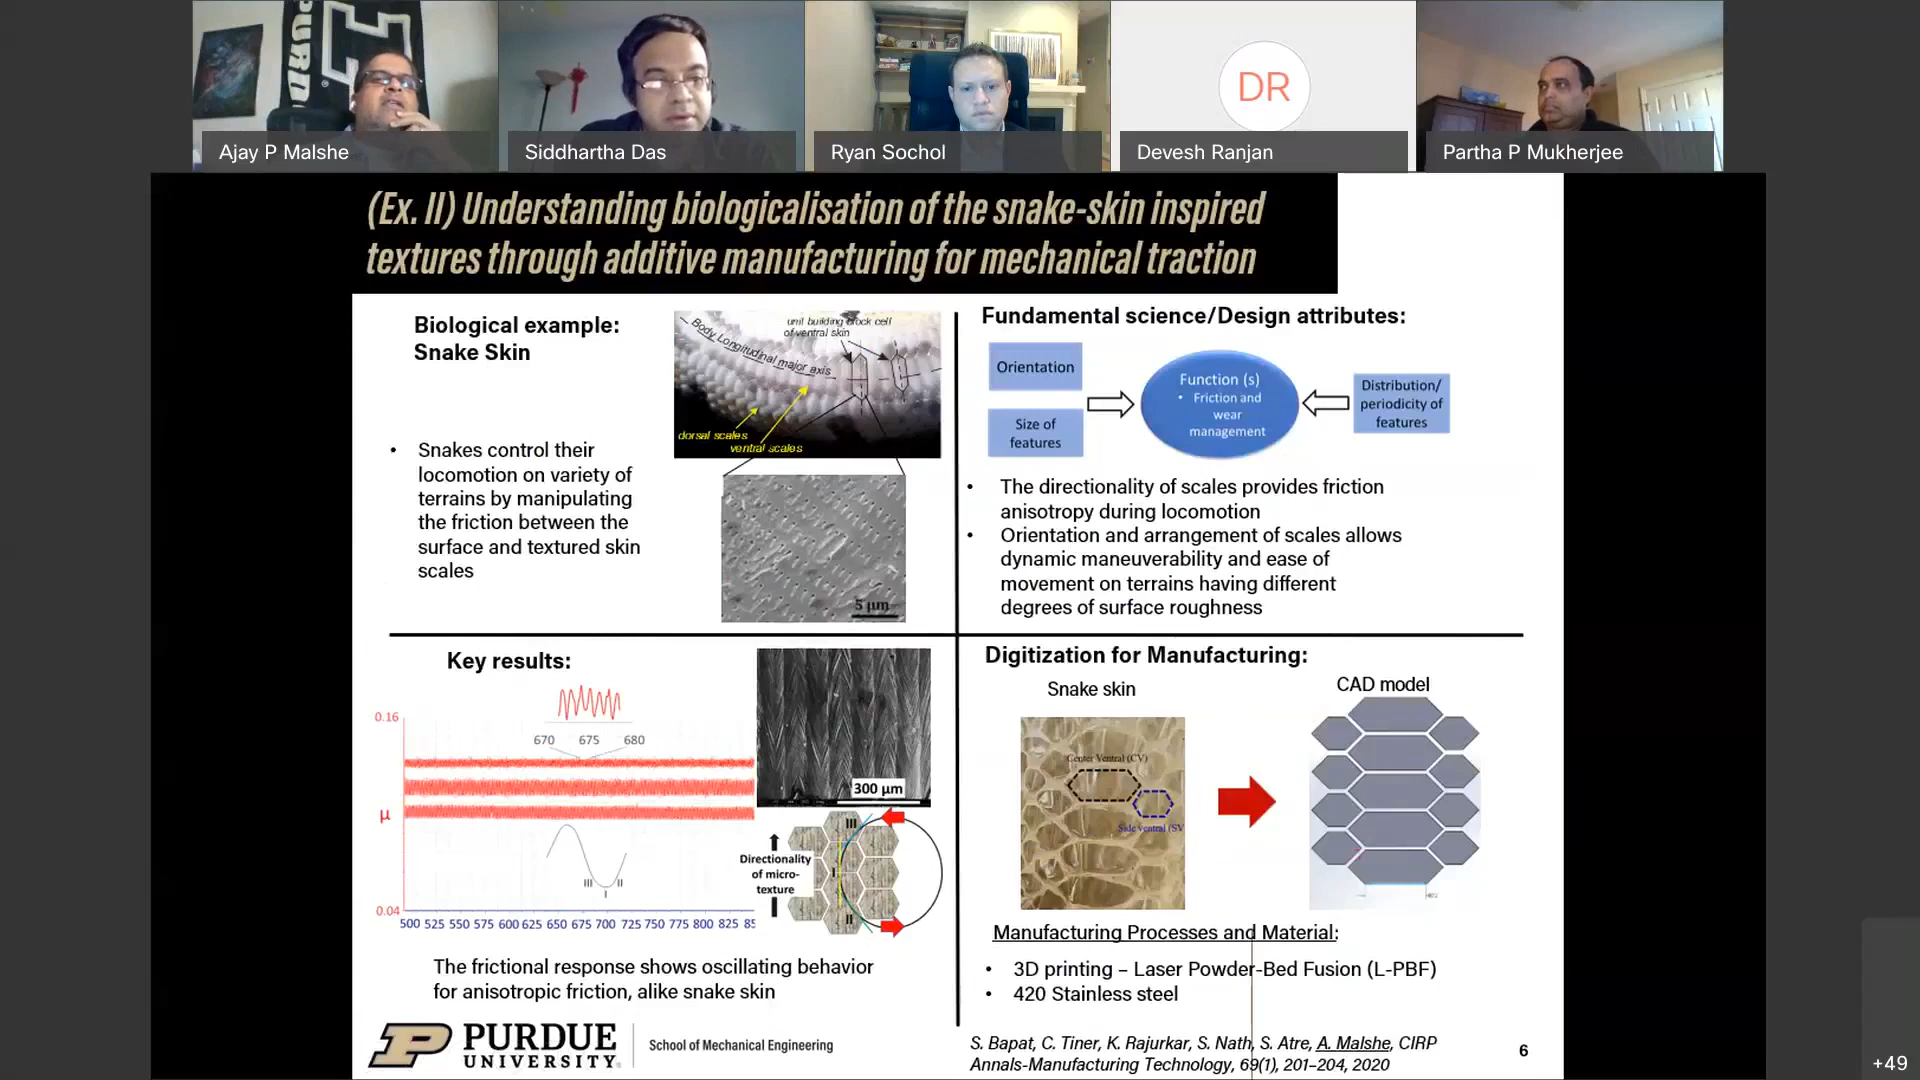 PURD
DR
Ajay P Malshe
Siddhartha Das
Ryan Sochol
Devesh Ranjan
Partha P Mukherjee
(Ex. II) Understanding biologicalisation of the snake-skin inspired
textures through additive manufacturing for mechanical traction
Biological example:
Snake Skin
• Snakes control their
locomotion on variety of
terrains by manipulating
the friction between the
surface and textured skin
scales
unit building block cell
of ventral skin
Body Longitudinal major axis
dorsal scales
ventral scales
5 μm
Fundamental science/Design attributes:
Orientation
Size of
features
Function (s)
• Friction and
wear
management
Distribution/
periodicity of
features
• The directionality of scales provides friction
anisotropy during locomotion
• Orientation and arrangement of scales allows
dynamic maneuverability and ease of
movement on terrains having different
degrees of surface roughness
Key results:
0.16
670 675 680
μ
III
I
II
0.04
500 525 550 575 600 625 650 675 700 725 750 775 800 825 85
300 μm
Directionality
of micro-
texture
III
I
II
The frictional response shows oscillating behavior
for anisotropic friction, alike snake skin
Digitization for Manufacturing:
Snake skin
CAD model
Center Ventral (CV)
Side ventral (SV
Manufacturing Processes and Material:
• 3D printing – Laser Powder-Bed Fusion (L-PBF)
• 420 Stainless steel
PURDUE
UNIVERSITY
School of Mechanical Engineering
S. Bapat, C. Tiner, K. Rajurkar, S. Nath, S. Atre, A. Malshe, CIRP
Annals-Manufacturing Technology, 69(1), 201–204, 2020
6
+49